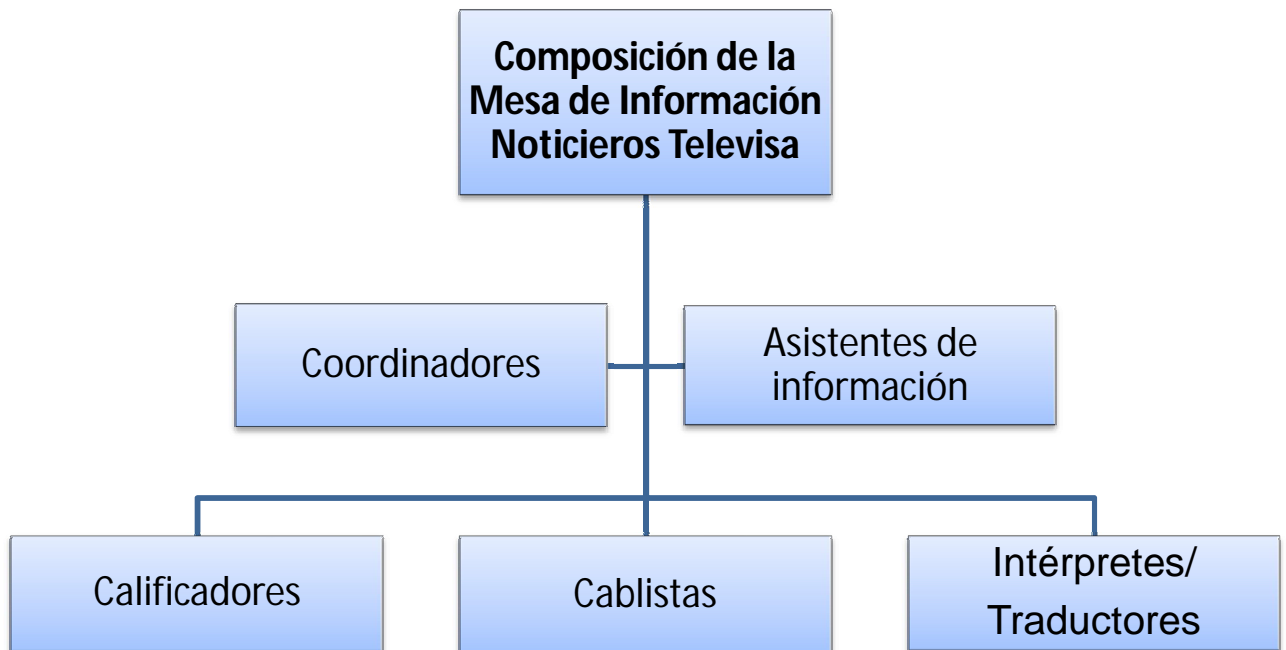 Composición de la
Mesa de Información
Noticieros Televisa
Coordinadores
Asistentes de
información
Calificadores
Cablistas
Intérpretes/
Traductores